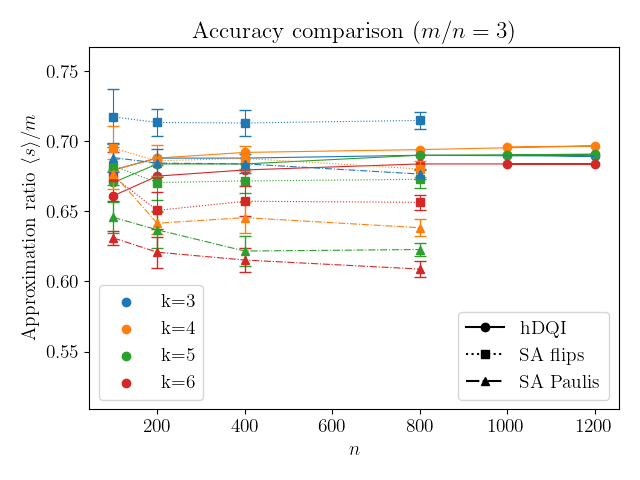 Accuracy comparison (m/n = 3)
Approximation ratio ⟨s⟩/m
0.75
0.70
0.65
0.60
0.55
k=3
k=4
k=5
k=6
hDQI
SA flips
SA Paulis
200
400
600
800
1000
1200
n